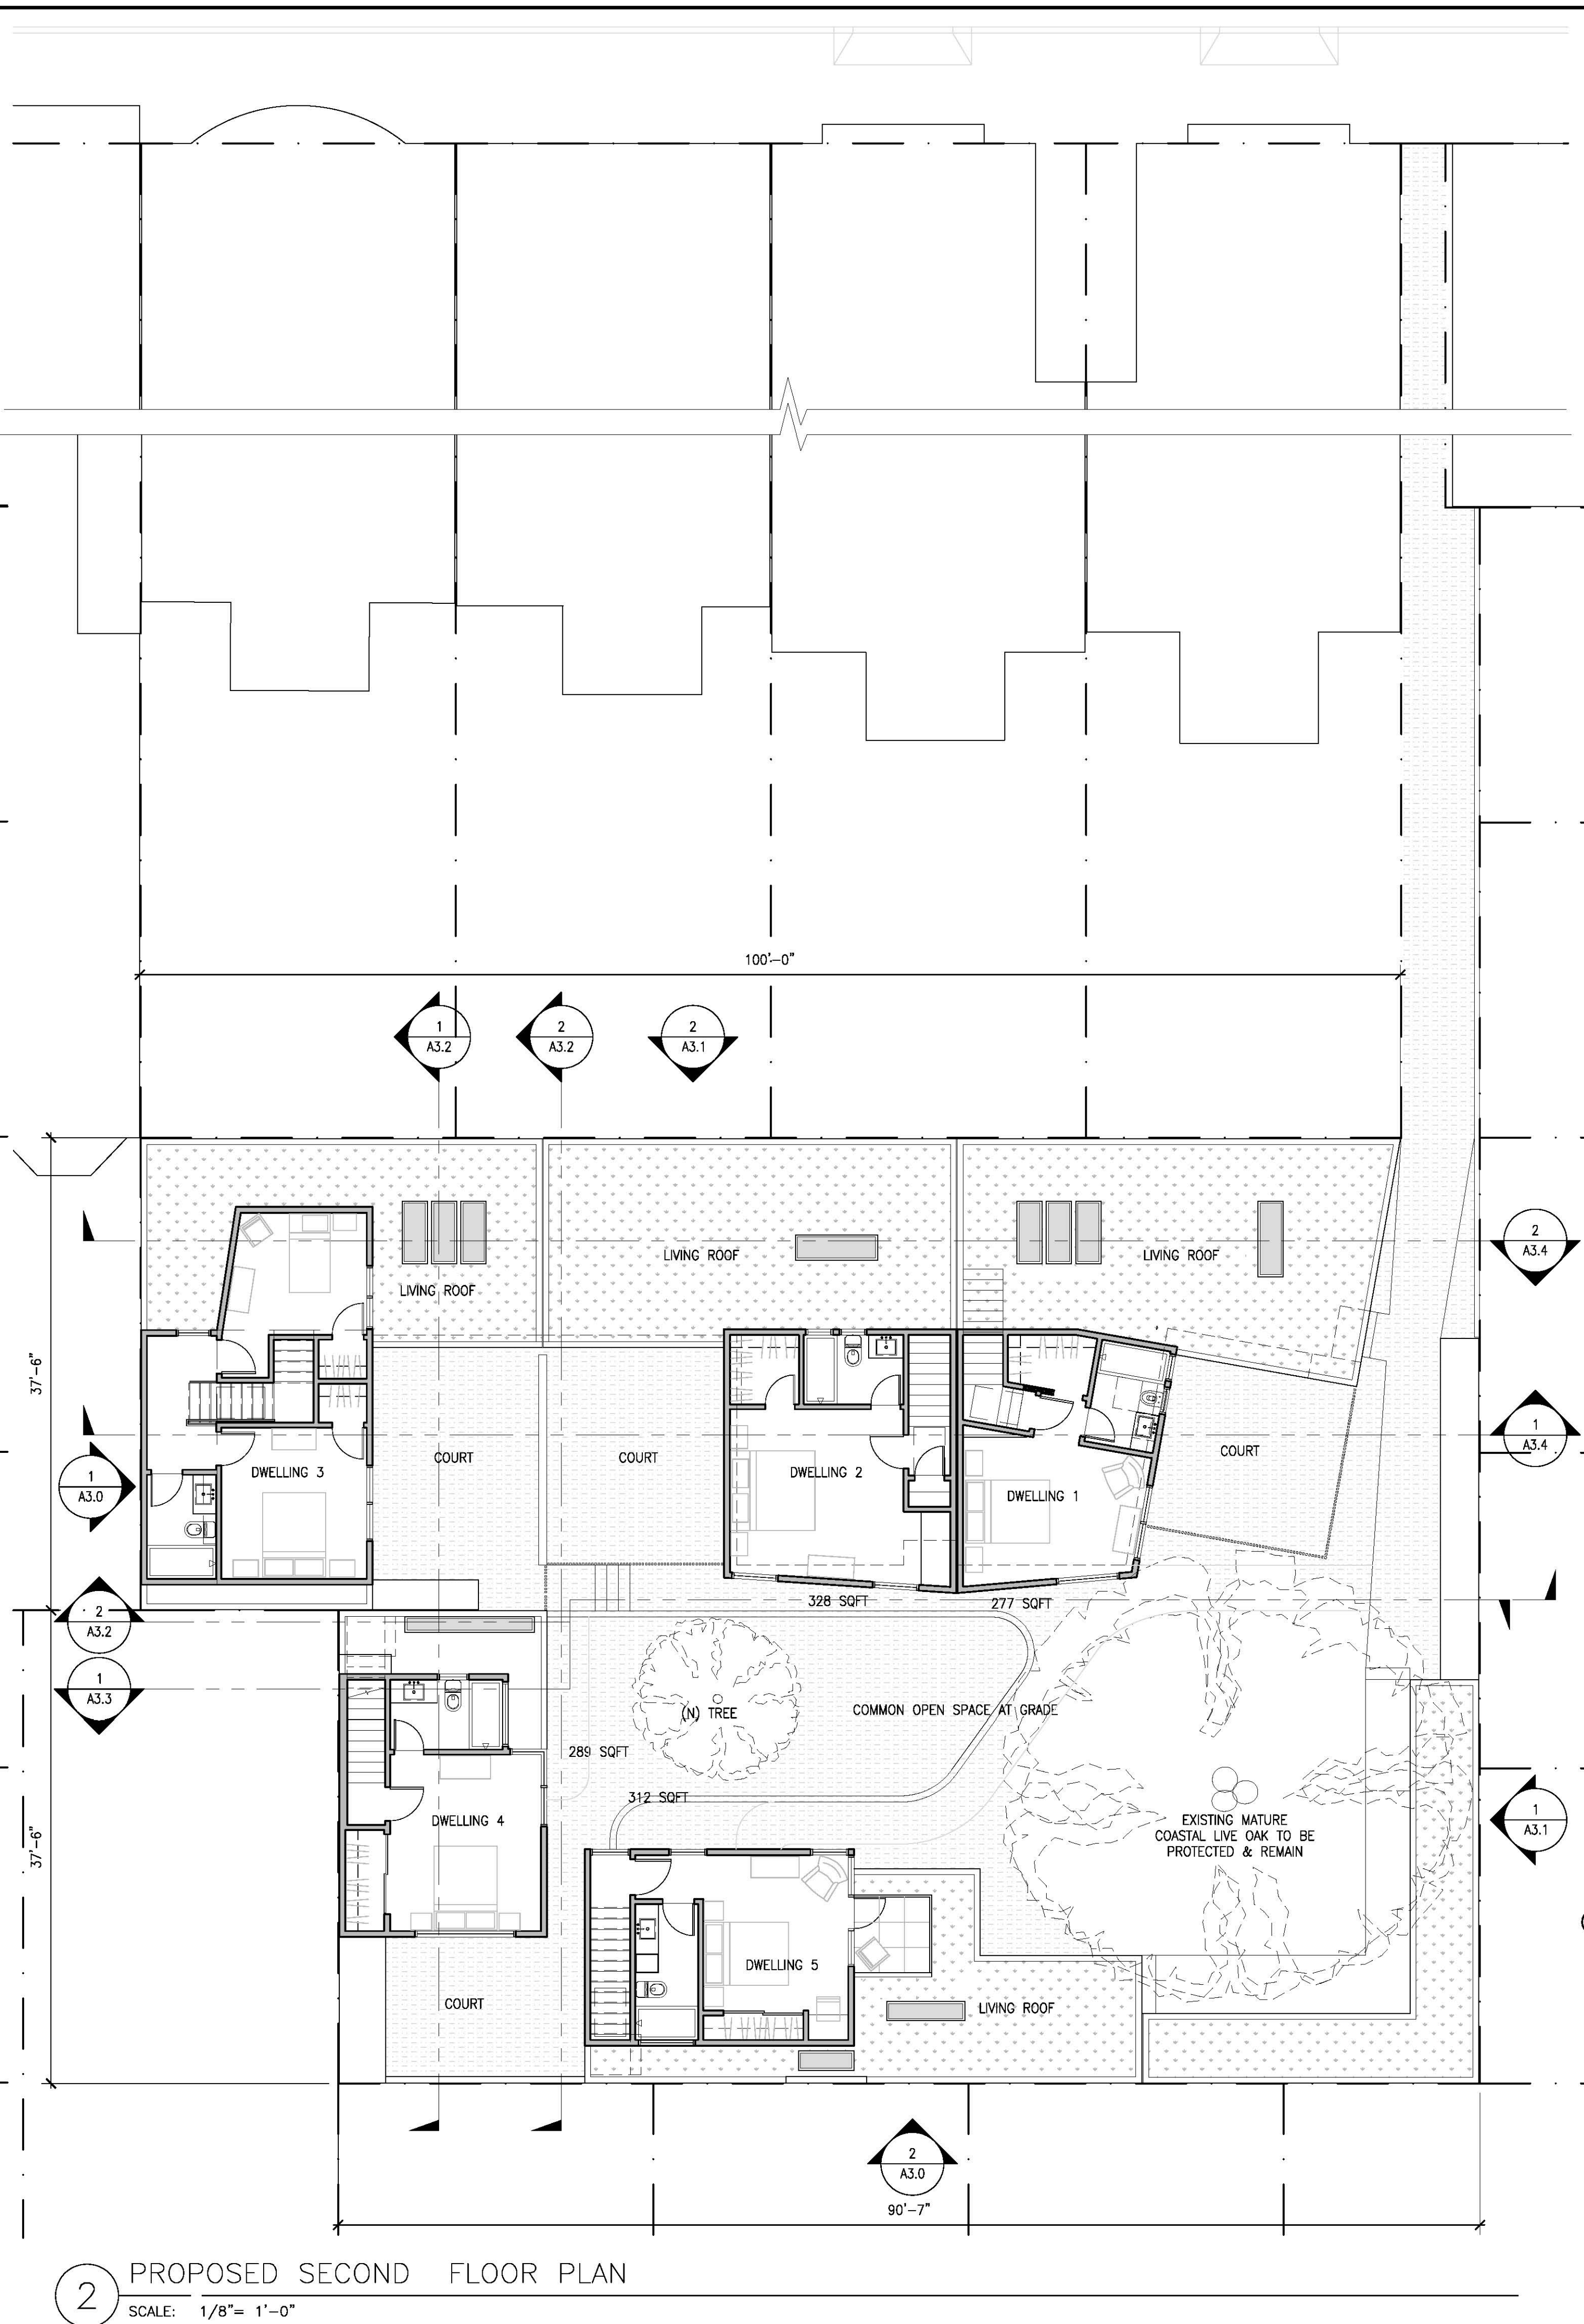 100'-0"
1
A3.2
2
A3.2
2
A3.1
LIVING ROOF
LIVING ROOF
LIVING ROOF
2
A3.4
37'-6"
1
A3.4
COURT
COURT
COURT
DWELLING 3
DWELLING 2
DWELLING 1
1
A3.0
328 SQFT
277 SQFT
2
A3.2
1
A3.3
(N) TREE
COMMON OPEN SPACE AT GRADE
289 SQFT
312 SQFT
DWELLING 4
EXISTING MATURE
COASTAL LIVE OAK TO BE
PROTECTED & REMAIN
1
A3.1
37'-6"
DWELLING 5
COURT
LIVING ROOF
2
A3.0
90'-7"
2
PROPOSED SECOND FLOOR PLAN
SCALE: 1/8"= 1'-0"